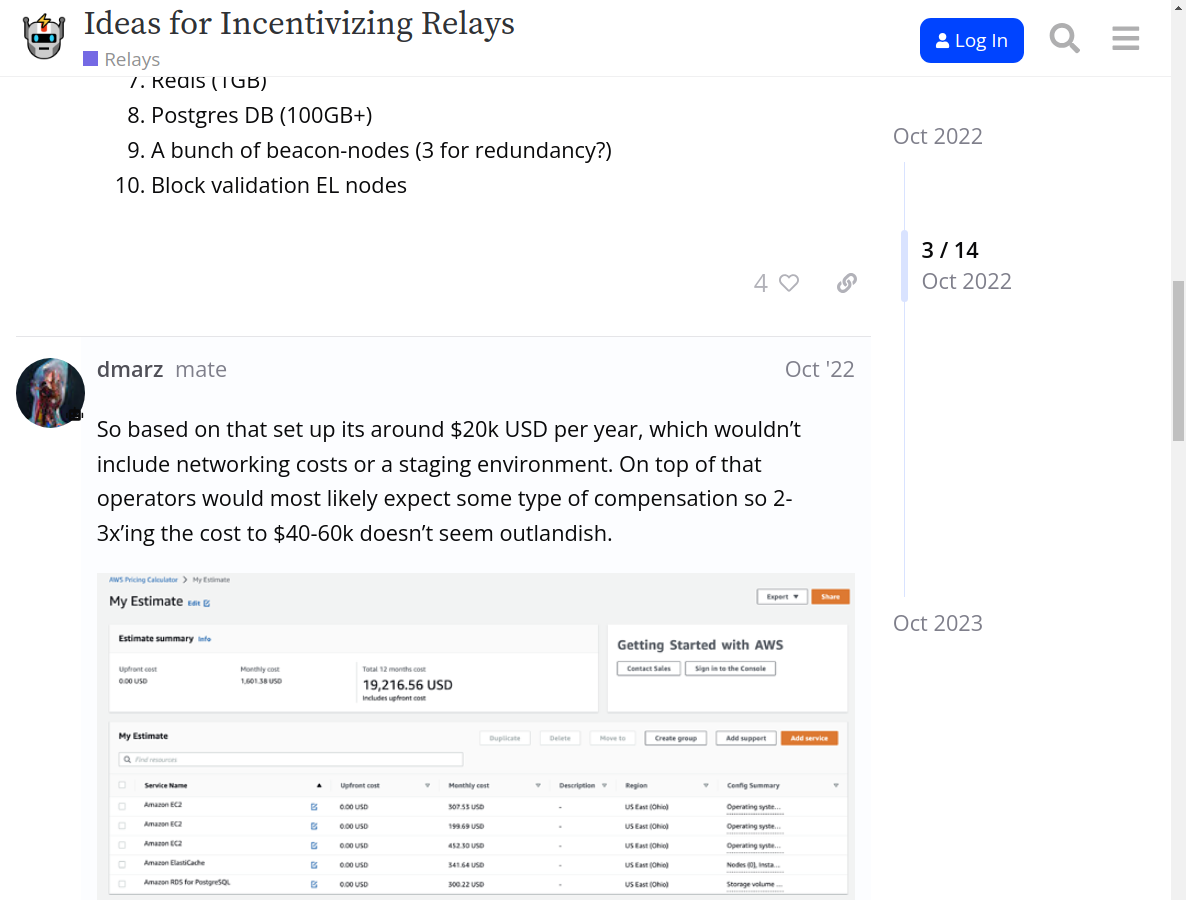 Ideas for Incentivizing Relays
Relays
Log In
7. Redis (1GB)
8. Postgres DB (100GB+)
9. A bunch of beacon-nodes (3 for redundancy?)
10. Block validation EL nodes
4
Oct 2022
3 / 14
Oct 2022
Oct 2023
dmarz mate
Oct '22
So based on that set up its around $20k USD per year, which wouldn’t
include networking costs or a staging environment. On top of that
operators would most likely expect some type of compensation so 2-
3x’ing the cost to $40-60k doesn’t seem outlandish.
AWS Pricing Calculator > My Estimate
My Estimate Edit
Export
Share
Estimate summary Info
Upfront cost Monthly cost Total 12 months cost
0.00 USD 1,601.38 USD 19,216.56 USD
Includes upfront cost
Getting Started with AWS
Contact Sales Sign in to the Console
My Estimate
Duplicate Delete Move to Create group Add support Add service
Find resources
Service Name Upfront cost Monthly cost Description Region Config Summary
Amazon EC2 0.00 USD 307.53 USD - US East (Ohio) Operating syste...
Amazon EC2 0.00 USD 199.69 USD - US East (Ohio) Operating syste...
Amazon EC2 0.00 USD 452.30 USD - US East (Ohio) Operating syste...
Amazon ElastiCache 0.00 USD 341.64 USD - US East (Ohio) Nodes (0), Insta...
Amazon RDS for PostgreSQL 0.00 USD 300.22 USD - US East (Ohio) Storage volume ...